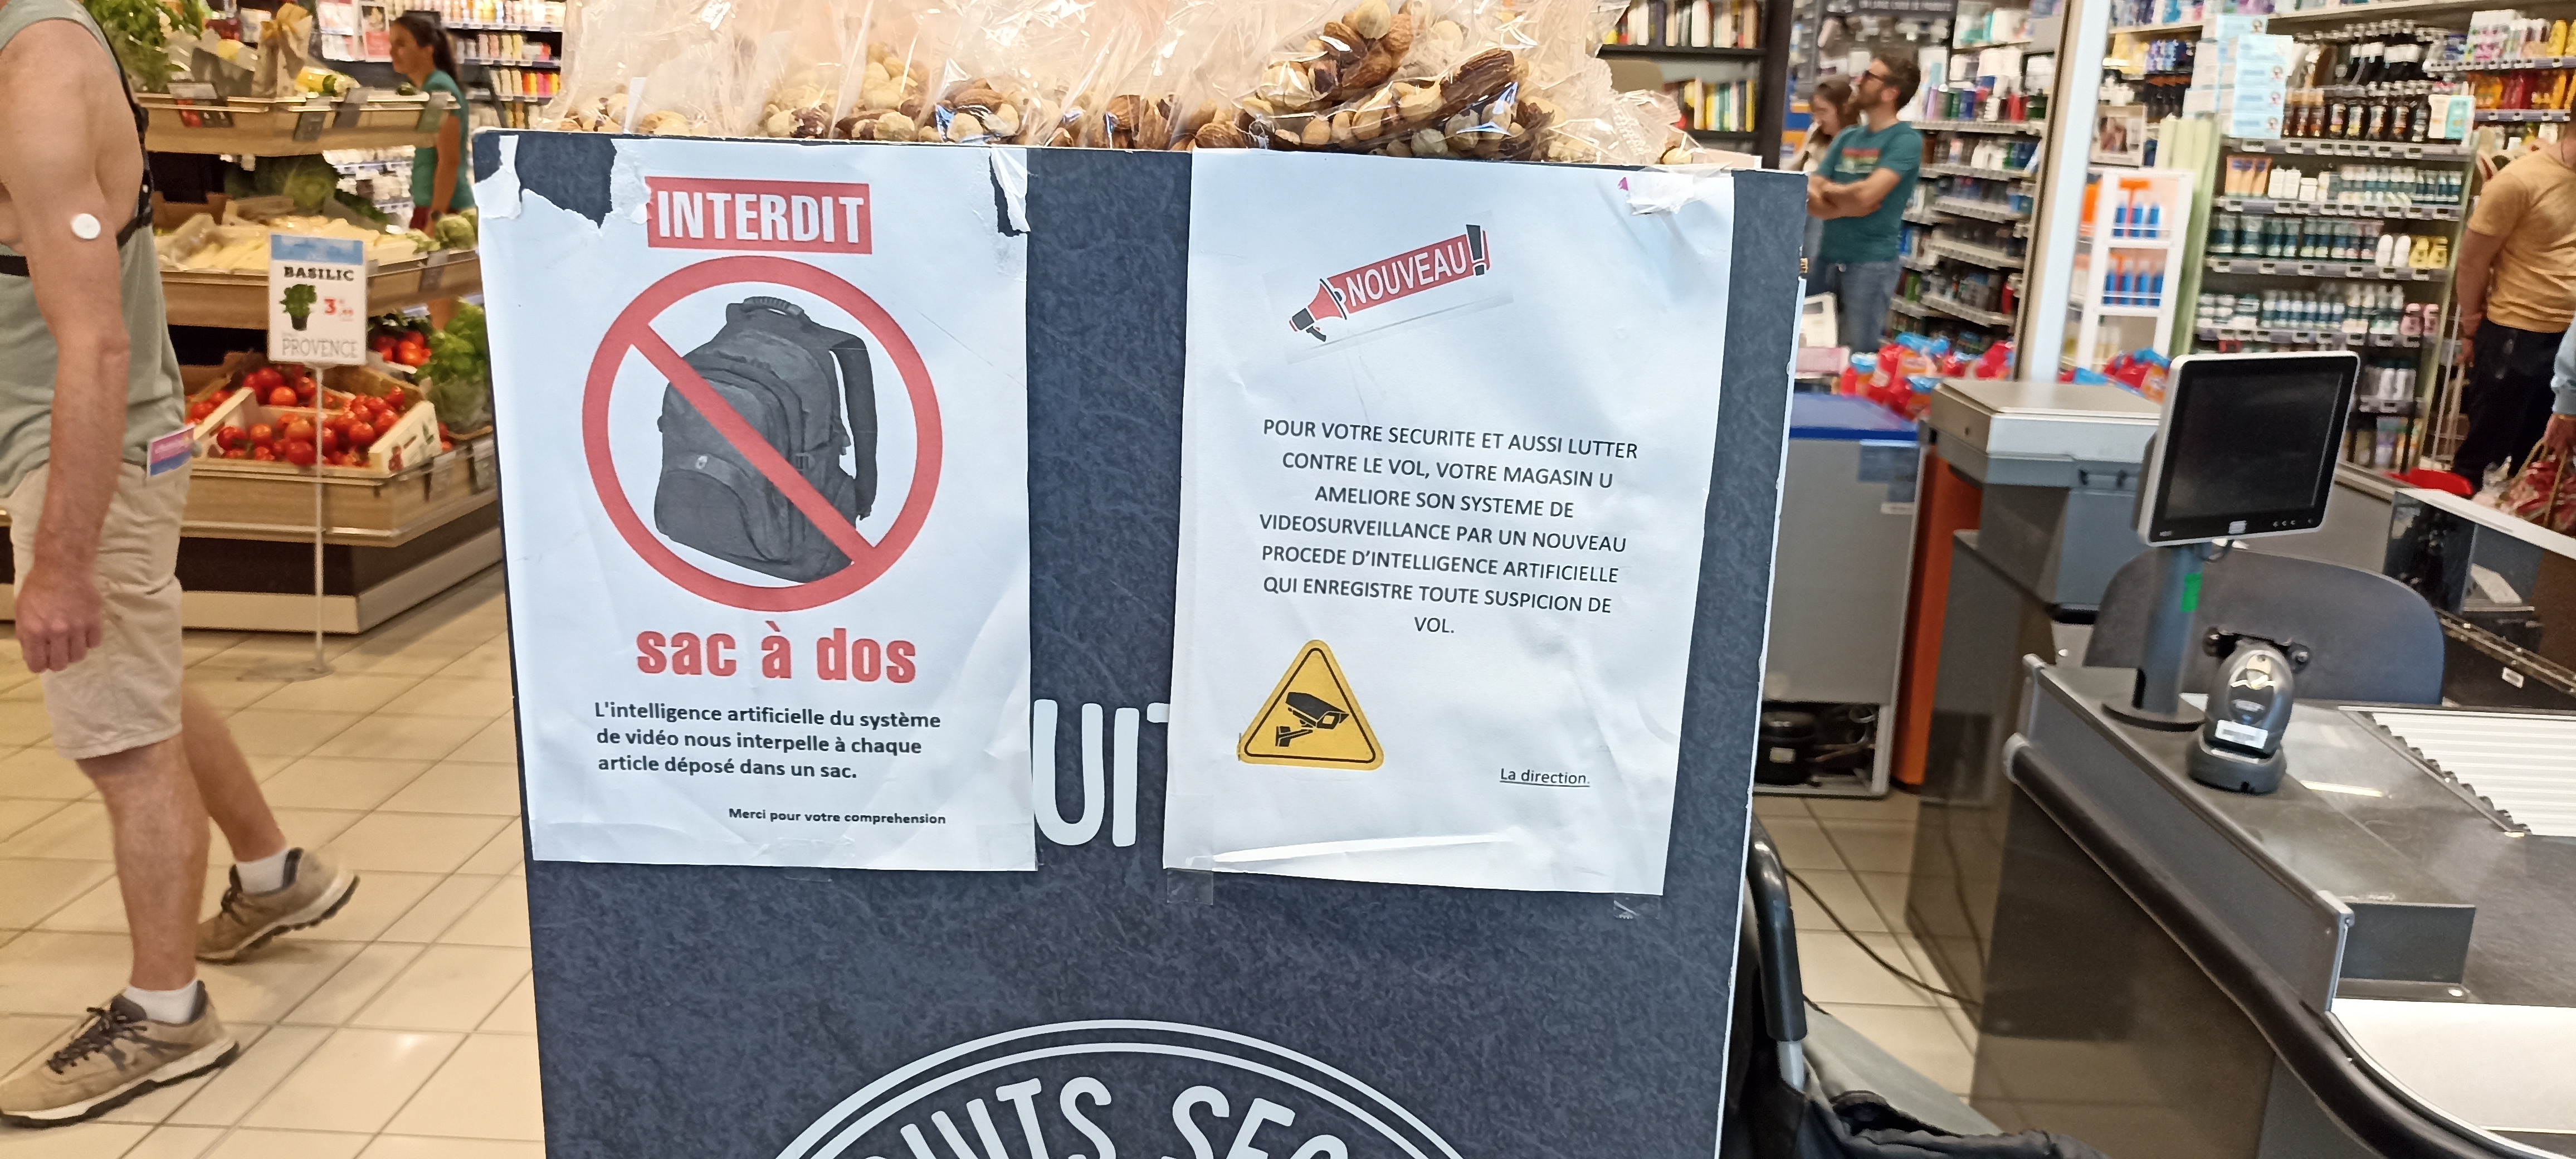 INTERDIT
sac à dos
L'intelligence artificielle du système
de vidéo nous interpelle à chaque
article déposé dans un sac.
Merci pour votre comprehension
NOUVEAU!
POUR VOTRE SECURITE ET AUSSI LUTTER
CONTRE LE VOL, VOTRE MAGASIN U
AMELIORE SON SYSTEME DE
VIDEOSURVEILLANCE PAR UN NOUVEAU
PROCEDE D'INTELLIGENCE ARTIFICIELLE
QUI ENREGISTRE TOUTE SUSPICION DE
VOL.
La direction.
BASILIC
3
PROVENCE
UIT